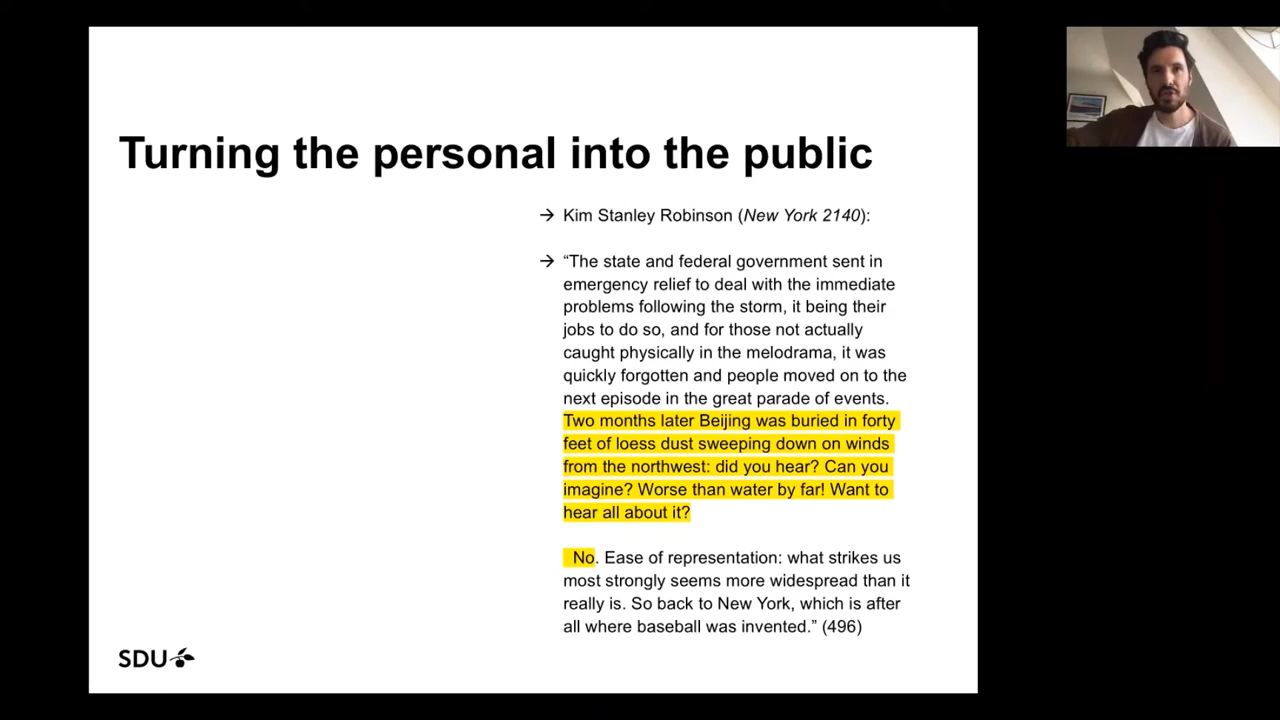 Turning the personal into the public
→ Kim Stanley Robinson (New York 2140):
→ “The state and federal government sent in
emergency relief to deal with the immediate
problems following the storm, it being their
jobs to do so, and for those not actually
caught physically in the melodrama, it was
quickly forgotten and people moved on to the
next episode in the great parade of events.
Two months later Beijing was buried in forty
feet of loess dust sweeping down on winds
from the northwest: did you hear? Can you
imagine? Worse than water by far! Want to
hear all about it?
No. Ease of representation: what strikes us
most strongly seems more widespread than it
really is. So back to New York, which is after
all where baseball was invented.” (496)
SDU